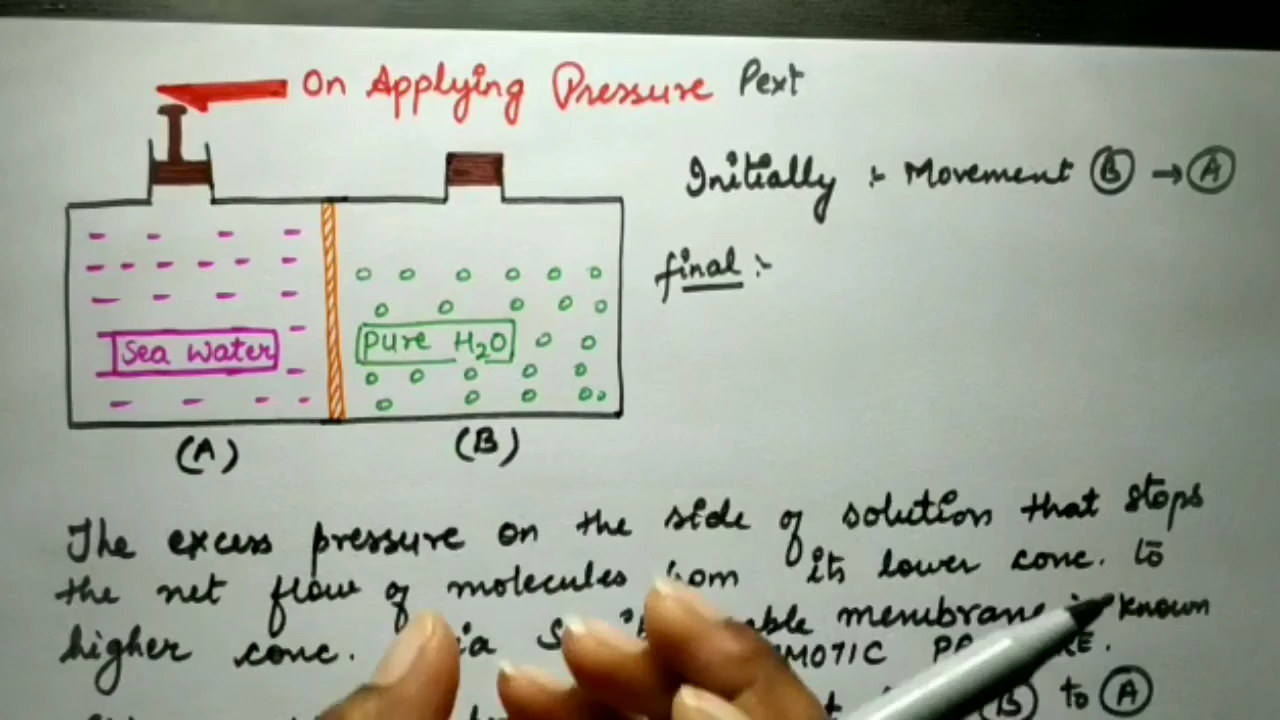 On Applying Pressure Pext
Initially :- Movement (B) → (A)
final :-
Sea Water
Pure H2O
(A)
(B)
The excess pressure on the side of solution that stops
the net flow of molecules its lower conc. to
higher conc. membrane known
(B) to (A)